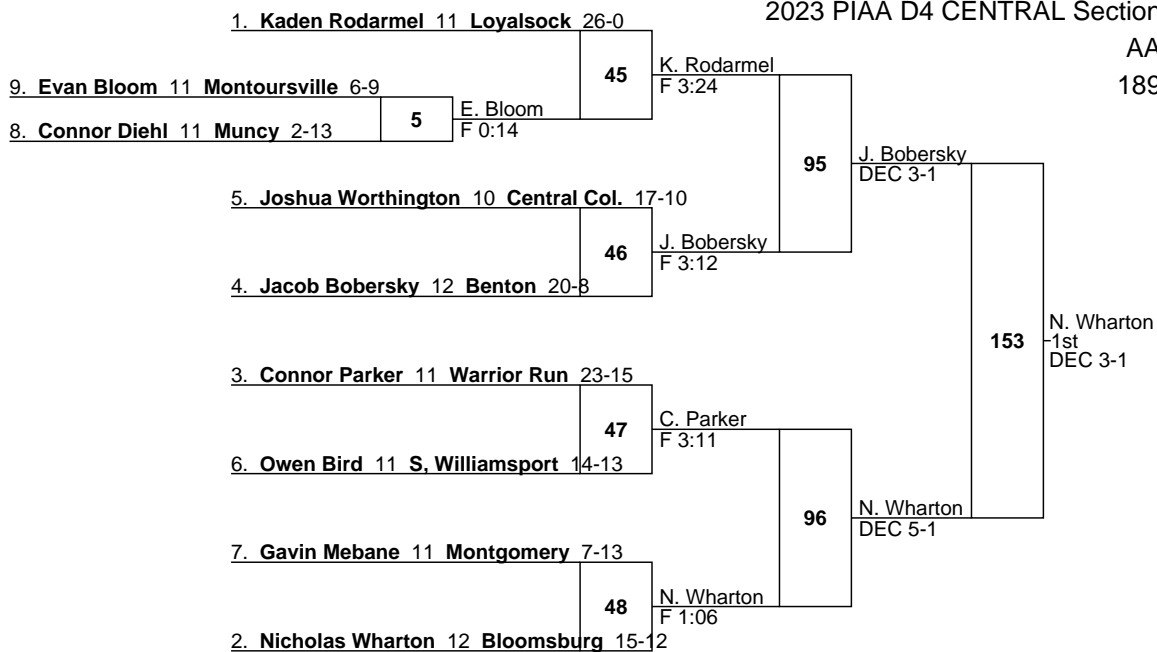 2023 PIAA D4 CENTRAL Section
AA
189
1. Kaden Rodarmel 11 Loyalsock 26-0
45
K. Rodarmel
F 3:24
9. Evan Bloom 11 Montoursville 6-9
5
E. Bloom
F 0:14
8. Connor Diehl 11 Muncy 2-13
95
J. Bobersky
DEC 3-1
5. Joshua Worthington 10 Central Col. 17-10
46
J. Bobersky
F 3:12
4. Jacob Bobersky 12 Benton 20-8
153
N. Wharton
1st
DEC 3-1
3. Connor Parker 11 Warrior Run 23-15
47
C. Parker
F 3:11
6. Owen Bird 11 S, Williamsport 14-13
96
N. Wharton
DEC 5-1
7. Gavin Mebane 11 Montgomery 7-13
48
N. Wharton
F 1:06
2. Nicholas Wharton 12 Bloomsburg 15-12